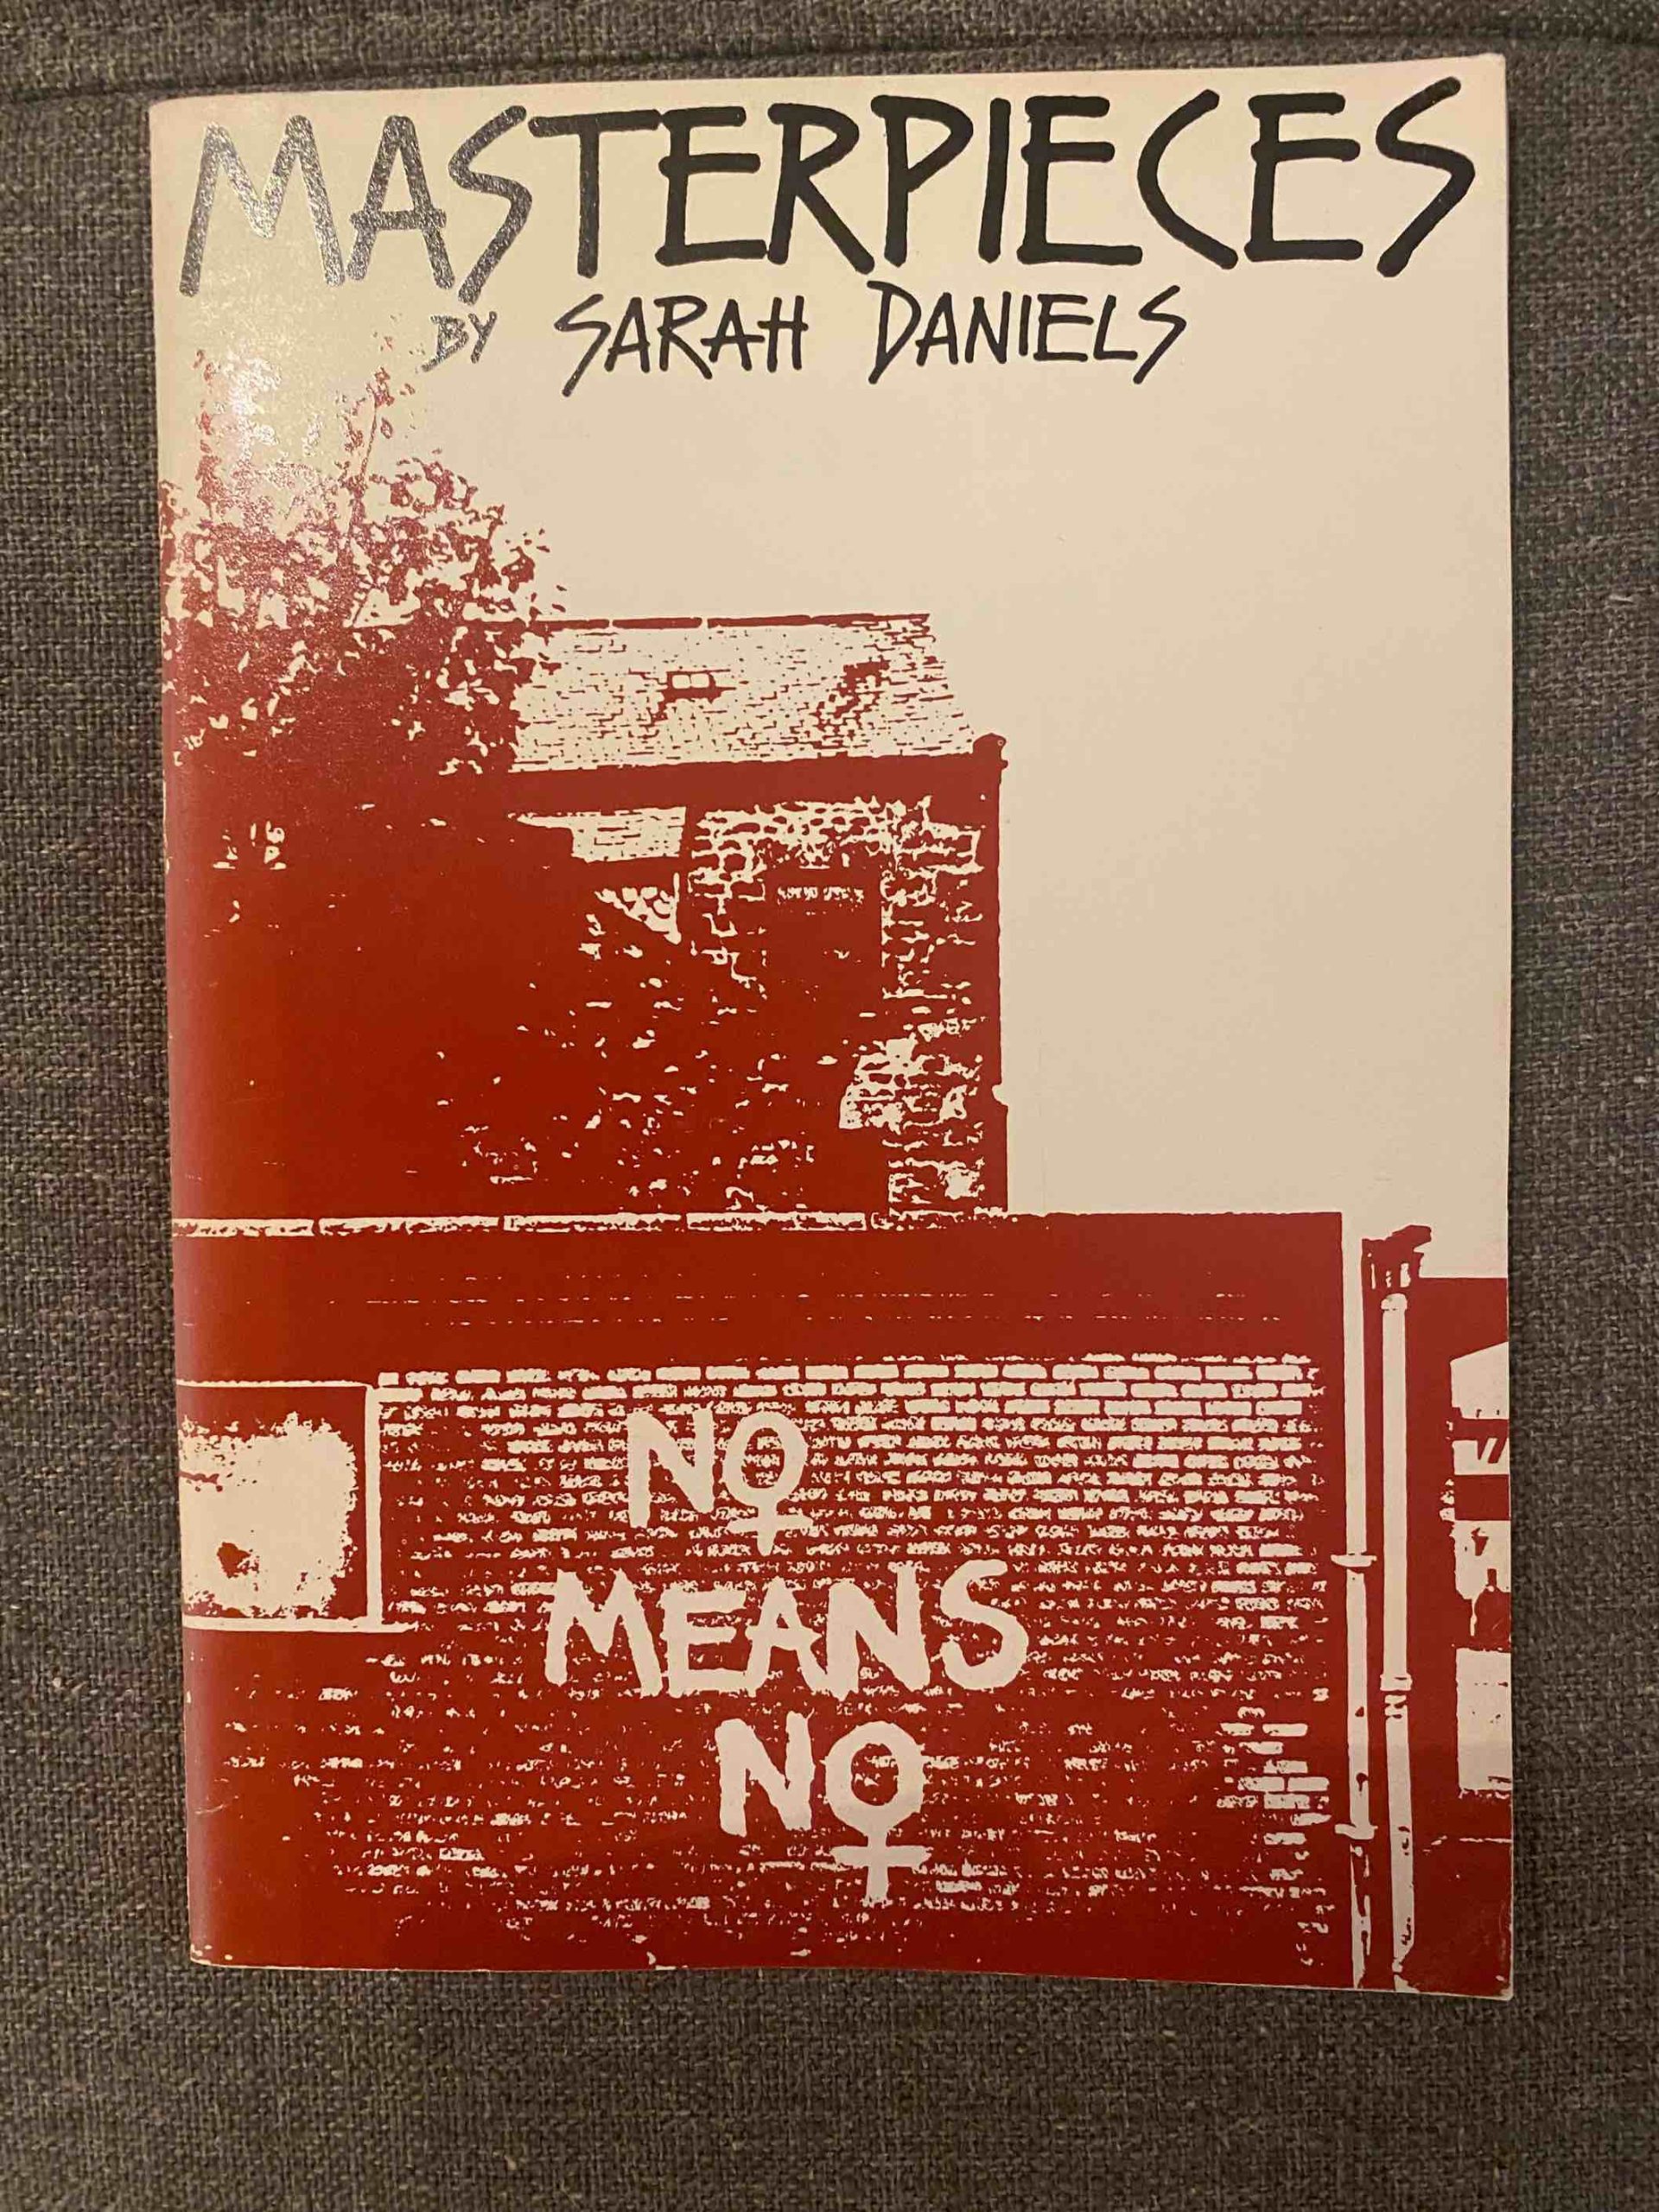 MASTERPIECES
BY SARAH DANIELS
NO
MEANS
NO